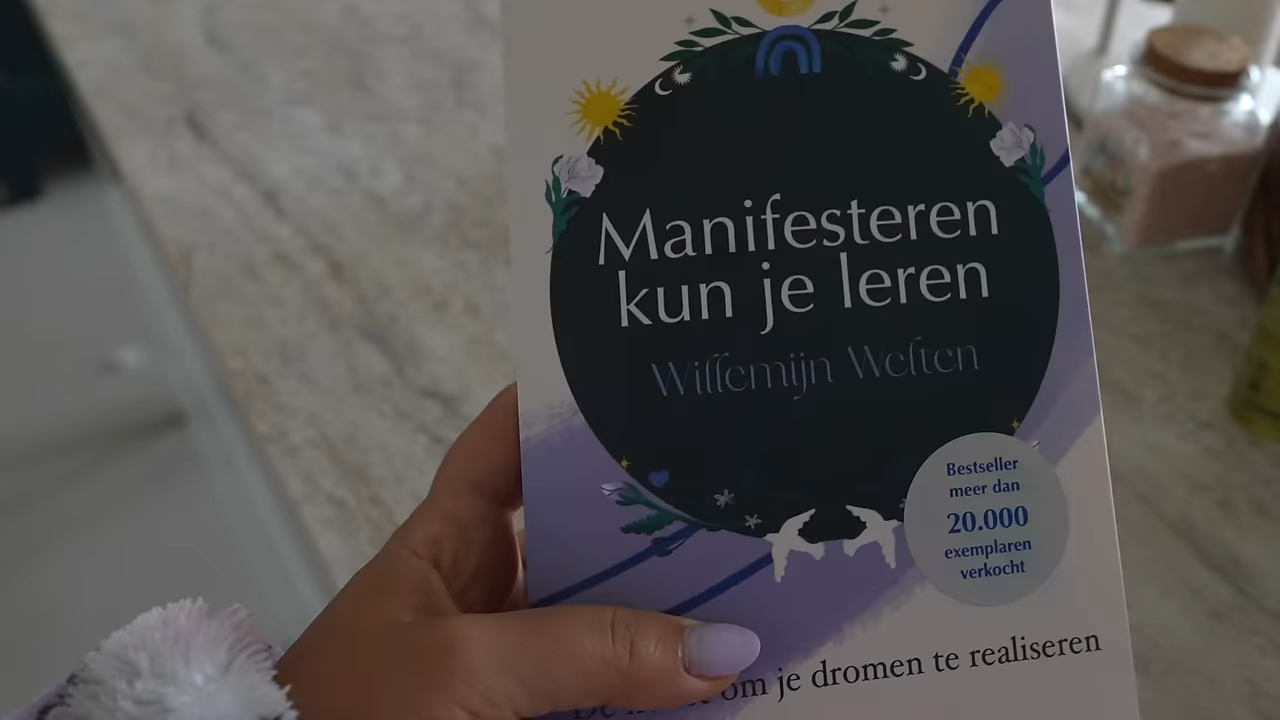 Manifesteren
kun je leren
Willemijn Welten
Bestseller
meer dan
20.000
exemplaren
verkocht
om je dromen te realiseren